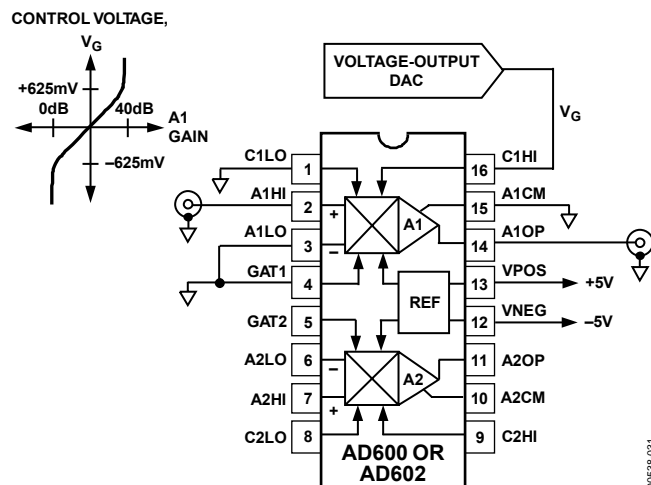 CONTROL VOLTAGE,
VG
+625mV
0dB
40dB
A1
GAIN
–625mV
VOLTAGE-OUTPUT
DAC
VG
C1LO
1
16
C1HI
A1HI
2
+
A1
15
A1CM
A1LO
3
–
14
A1OP
GAT1
4
REF
13
VPOS
+5V
12
VNEG
–5V
GAT2
5
A2LO
6
–
A2
11
A2OP
A2HI
7
+
10
A2CM
C2LO
8
9
C2HI
AD600 OR
AD602
00538-031